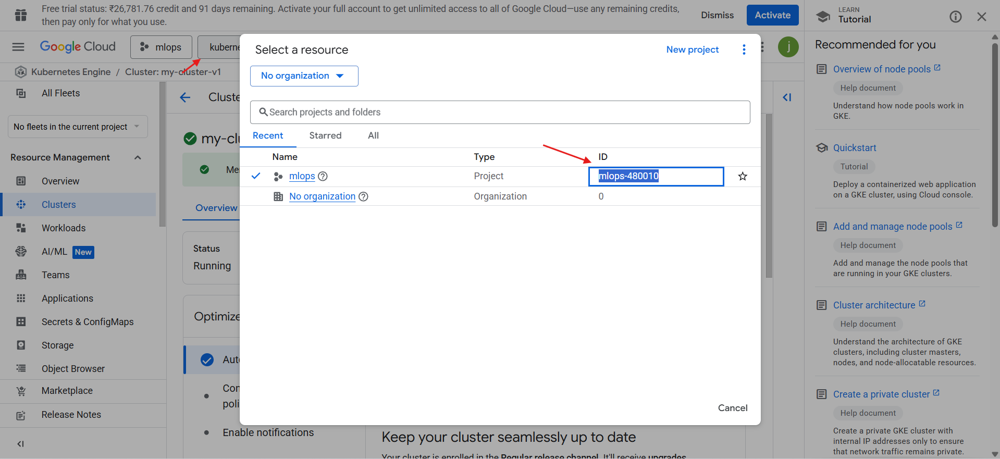 Free trial status: ₹26,781.76 credit and 91 days remaining. Activate your full account to get unlimited access to all of Google Cloud—use any remaining credits,
then pay only for what you use.
Dismiss
Activate
LEARN
Tutorial
Google Cloud
mlops
kuberne
j
Kubernetes Engine / Cluster: my-cluster-v1
All Fleets
No fleets in the current project
Resource Management
Overview
Clusters
Workloads
AI/ML New
Teams
Applications
Secrets & ConfigMaps
Storage
Object Browser
Marketplace
Release Notes
Cluste
my-clu
Me
Overview
Status
Running
Optimize
Aut
Con
poli
Enable notifications
Keep your cluster seamlessly up to date
Your cluster is enrolled in the Regular release channel. It'll receive upgrades
Select a resource
New project
No organization
Search projects and folders
Recent
Starred
All
Name Type ID
mlops Project mlops-480010
No organization Organization 0
Cancel
Recommended for you
Overview of node pools
Help document
Understand how node pools work in
GKE.
Quickstart
Tutorial
Deploy a containerized web application
on a GKE cluster, using Cloud console.
Add and manage node pools
Help document
Add and manage the node pools that
are running in your GKE clusters.
Cluster architecture
Help document
Understand the architecture of GKE
clusters, including cluster masters,
nodes, and node-allocatable resources.
Create a private cluster
Help document
Create a private GKE cluster with
internal IP addresses only to ensure
that network traffic remains private.